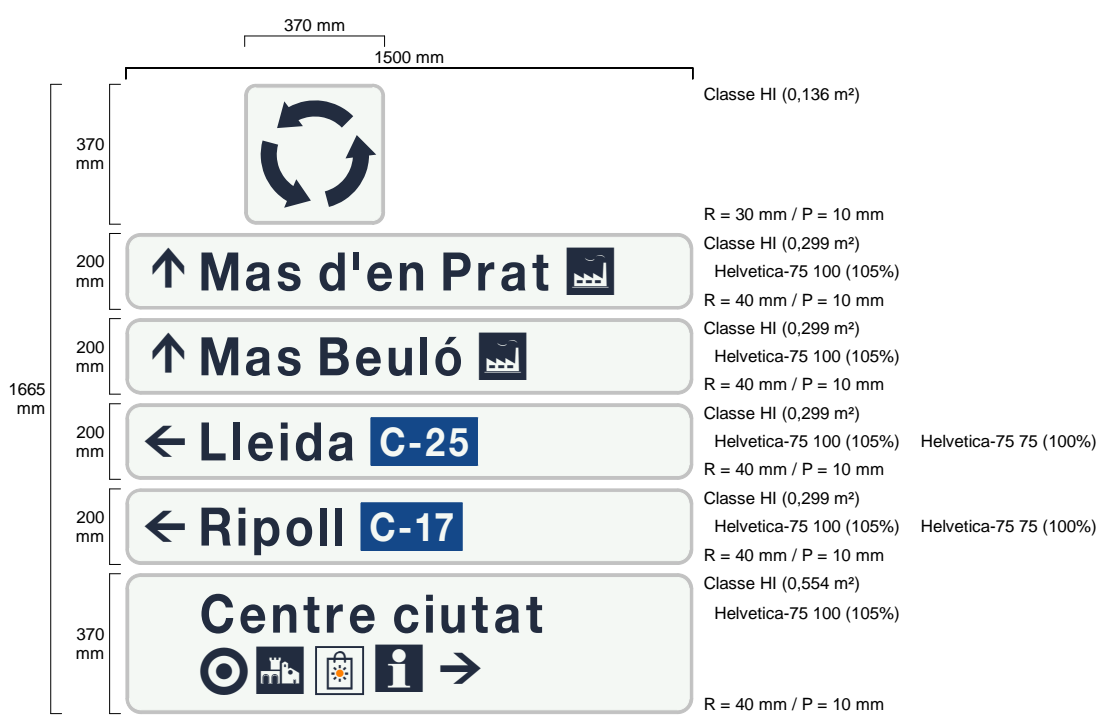 370 mm
1500 mm
Classe HI (0,136 m²)
370
mm
R = 30 mm / P = 10 mm
200
mm
Mas d'en Prat
Classe HI (0,299 m²)
Helvetica-75 100 (105%)
R = 40 mm / P = 10 mm
200
mm
Mas Beuló
Classe HI (0,299 m²)
Helvetica-75 100 (105%)
R = 40 mm / P = 10 mm
1665
mm
200
mm
Lleida C-25
Classe HI (0,299 m²)
Helvetica-75 100 (105%) Helvetica-75 75 (100%)
R = 40 mm / P = 10 mm
200
mm
Ripoll C-17
Classe HI (0,299 m²)
Helvetica-75 100 (105%) Helvetica-75 75 (100%)
R = 40 mm / P = 10 mm
370
mm
Centre ciutat
i
Classe HI (0,554 m²)
Helvetica-75 100 (105%)
R = 40 mm / P = 10 mm